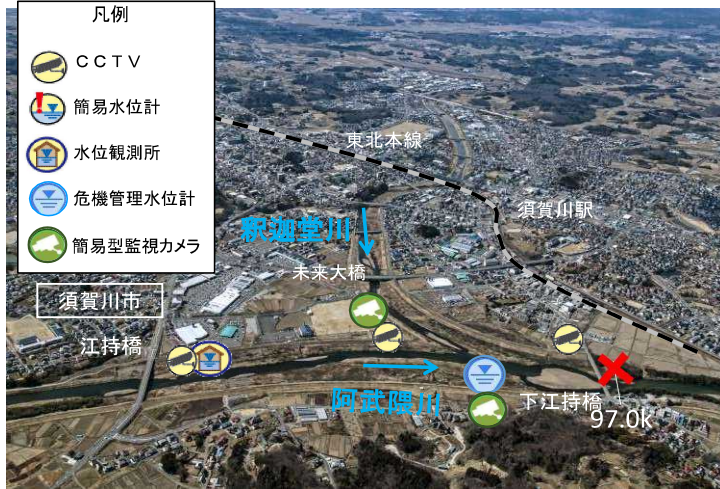 凡例
ＣＣＴＶ
簡易水位計
水位観測所
危機管理水位計
簡易型監視カメラ
東北本線
須賀川駅
釈迦堂川
未来大橋
須賀川市
江持橋
阿武隈川
下江持橋
97.0k